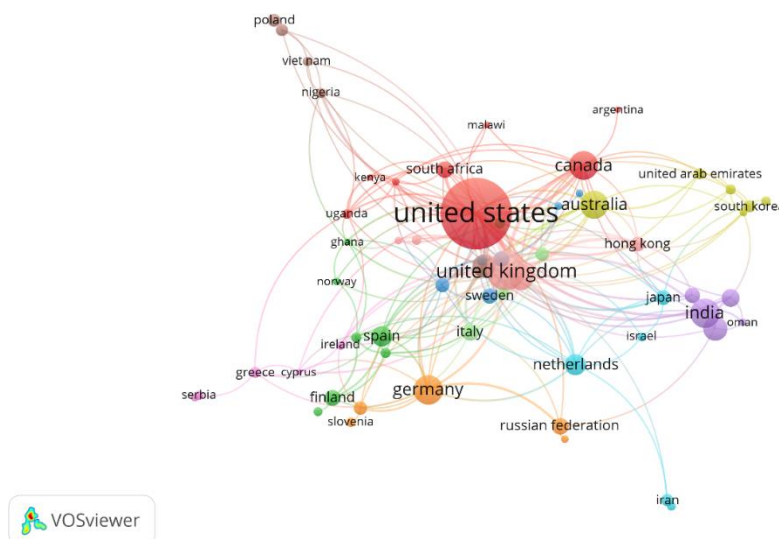 poland
vietnam
nigeria
argentina
malawi
canada
south africa
united arab emirates
kenya
united states
australia
south korea
uganda
ghana
hong kong
united kingdom
norway
sweden
japan
india
oman
spain
italy
israel
ireland
netherlands
greece
cyprus
germany
serbia
finland
slovenia
russian federation
iran
VOSviewer